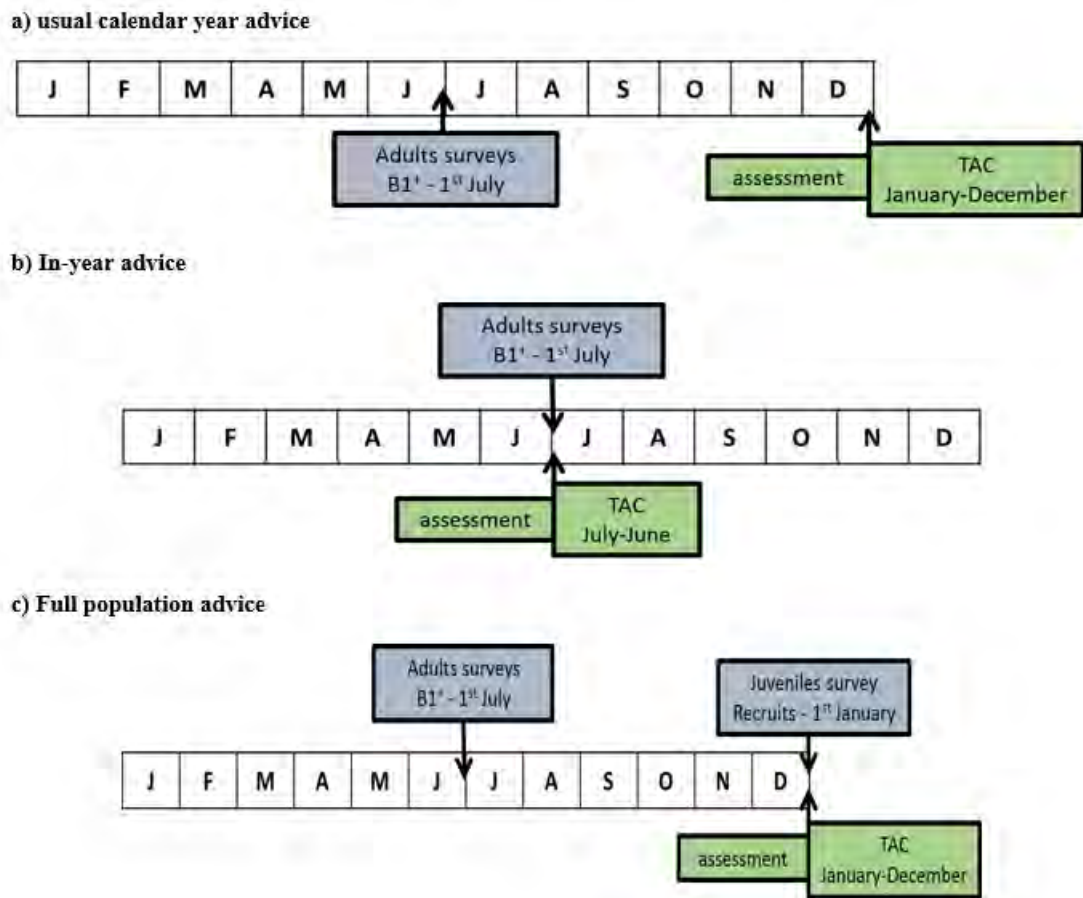 a) usual calendar year advice
J F M A M J J A S O N D
Adults surveys
B1⁺ - 1ˢᵗ July
assessment
TAC
January-December
b) In-year advice
Adults surveys
B1⁺ - 1ˢᵗ July
J F M A M J J A S O N D
assessment
TAC
July-June
c) Full population advice
Adults surveys
B1⁺ - 1ˢᵗ July
Juveniles survey
Recruits - 1ˢᵗ January
J F M A M J J A S O N D
assessment
TAC
January-December